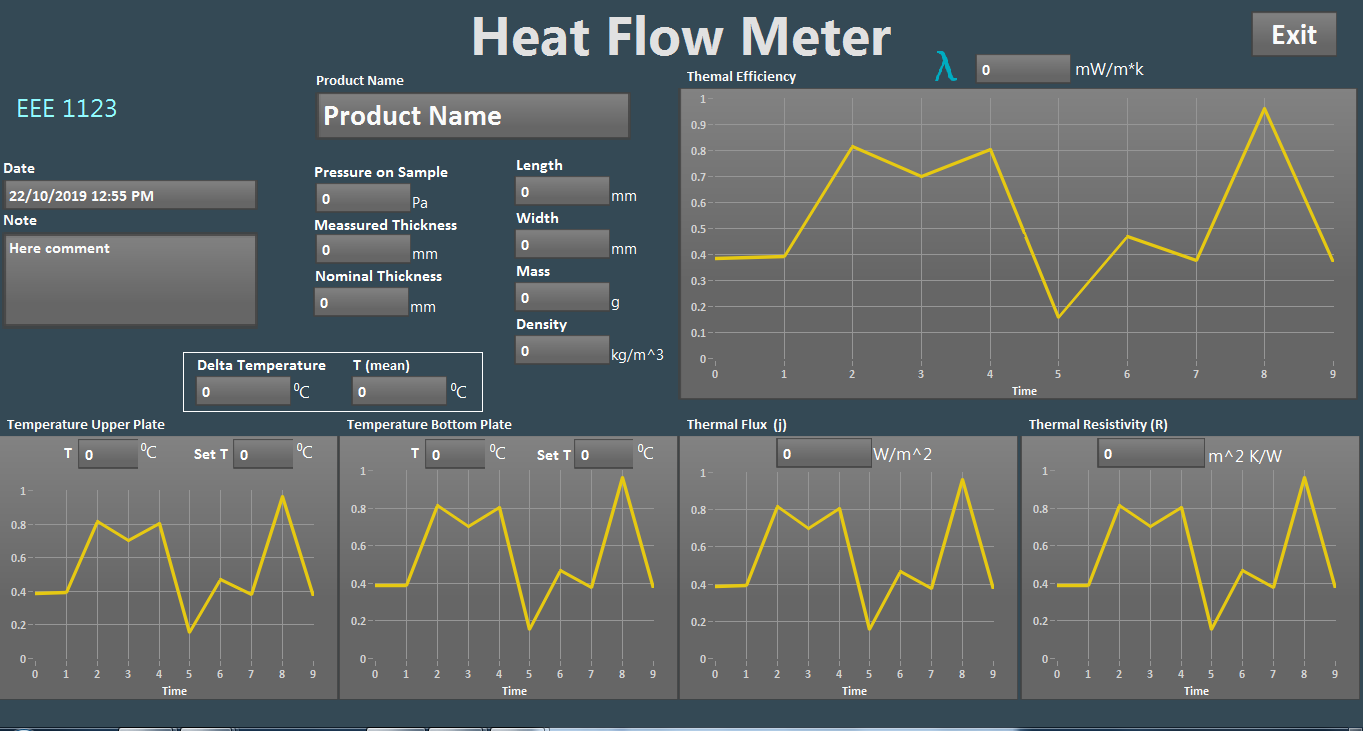 Heat Flow Meter
Exit
EEE 1123
Product Name
Product Name
λ 0 mW/m*k
Date
22/10/2019 12:55 PM
Note
Here comment
Pressure on Sample
0 Pa
Meassured Thickness
0 mm
Nominal Thickness
0 mm
Length
0 mm
Width
0 mm
Mass
0 g
Density
0 kg/m^3
Delta Temperature
0 ⁰C
T (mean)
0 ⁰C
Themal Efficiency
1
0.9
0.8
0.7
0.6
0.5
0.4
0.3
0.2
0.1
0
0 1 2 3 4 5 6 7 8 9
Time
Temperature Upper Plate
T 0 ⁰C Set T 0 ⁰C
1
0.8
0.6
0.4
0.2
0
0 1 2 3 4 5 6 7 8 9
Time
Temperature Bottom Plate
T 0 ⁰C Set T 0 ⁰C
1
0.8
0.6
0.4
0.2
0
0 1 2 3 4 5 6 7 8 9
Time
Thermal Flux (j)
0 W/m^2
1
0.8
0.6
0.4
0.2
0
0 1 2 3 4 5 6 7 8 9
Time
Thermal Resistivity (R)
0 m^2 K/W
1
0.8
0.6
0.4
0.2
0
0 1 2 3 4 5 6 7 8 9
Time